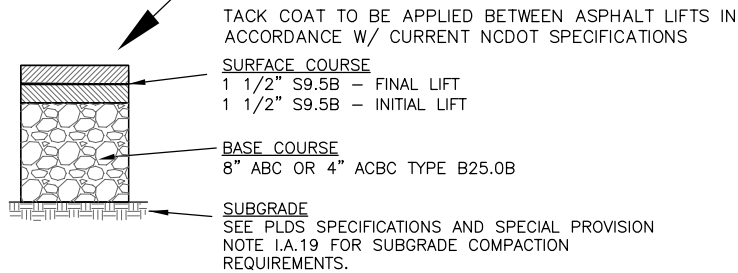 TACK COAT TO BE APPLIED BETWEEN ASPHALT LIFTS IN
ACCORDANCE W/ CURRENT NCDOT SPECIFICATIONS
SURFACE COURSE
1 1/2" S9.5B – FINAL LIFT
1 1/2" S9.5B – INITIAL LIFT
BASE COURSE
8" ABC OR 4" ACBC TYPE B25.0B
SUBGRADE
SEE PLDS SPECIFICATIONS AND SPECIAL PROVISION
NOTE I.A.19 FOR SUBGRADE COMPACTION
REQUIREMENTS.